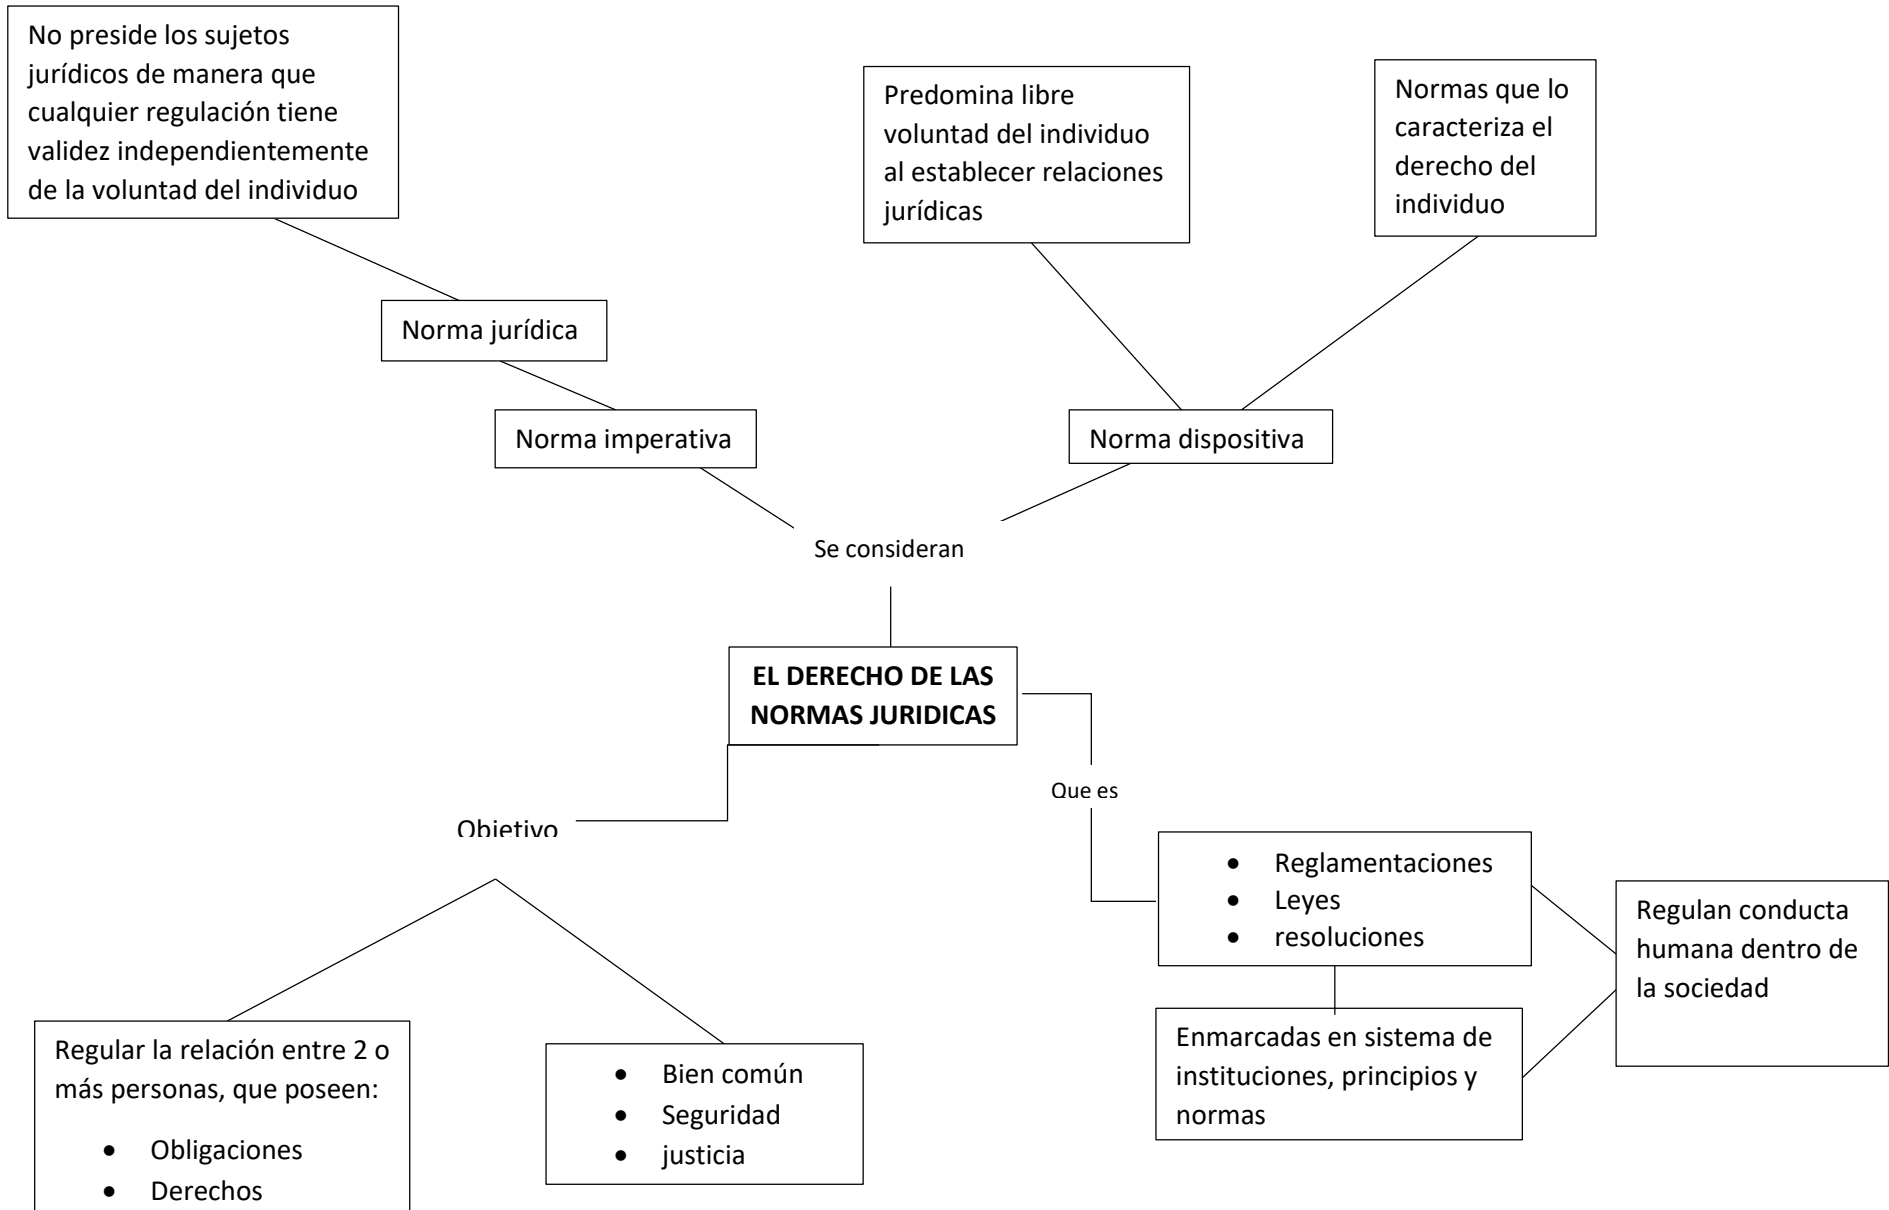 No preside los sujetos
jurídicos de manera que
cualquier regulación tiene
validez independientemente
de la voluntad del individuo
Predomina libre
voluntad del individuo
al establecer relaciones
jurídicas
Normas que lo
caracteriza el
derecho del
individuo
Norma jurídica
Norma imperativa
Norma dispositiva
Se consideran
EL DERECHO DE LAS
NORMAS JURIDICAS
Que es
Objetivo
• Reglamentaciones
• Leyes
• resoluciones
Regulan conducta
humana dentro de
la sociedad
Enmarcadas en sistema de
instituciones, principios y
normas
Regular la relación entre 2 o
más personas, que poseen:
• Obligaciones
• Derechos
• Bien común
• Seguridad
• justicia